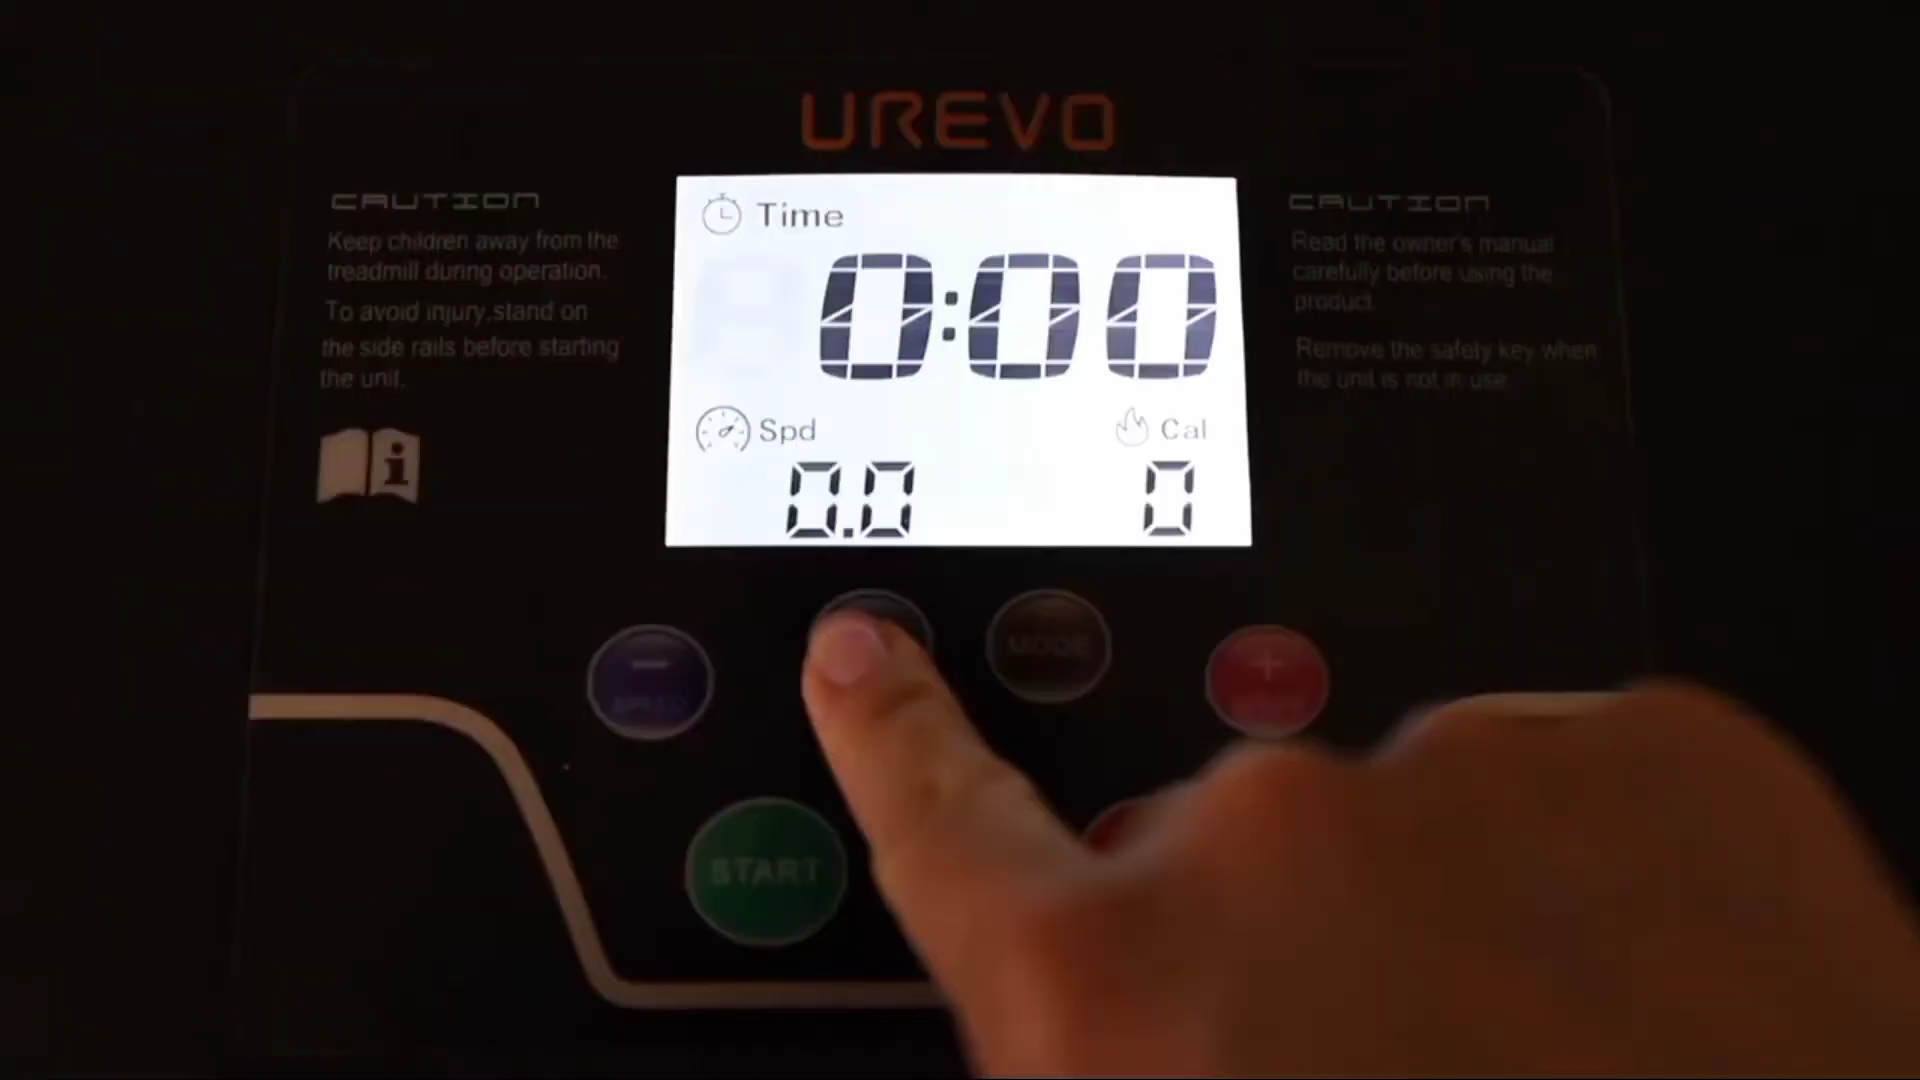 UREVO
CAUTION
Keep children away from the
treadmill during operation.
To avoid injury,stand on
the side rails before starting
the unit.
i
Time
0:00
Spd
Cal
0.0
0
CAUTION
Read the owner's manual
carefully before using the
product.
Remove the safety key when
the unit is not in use
−
SPEED
MODE
+
START